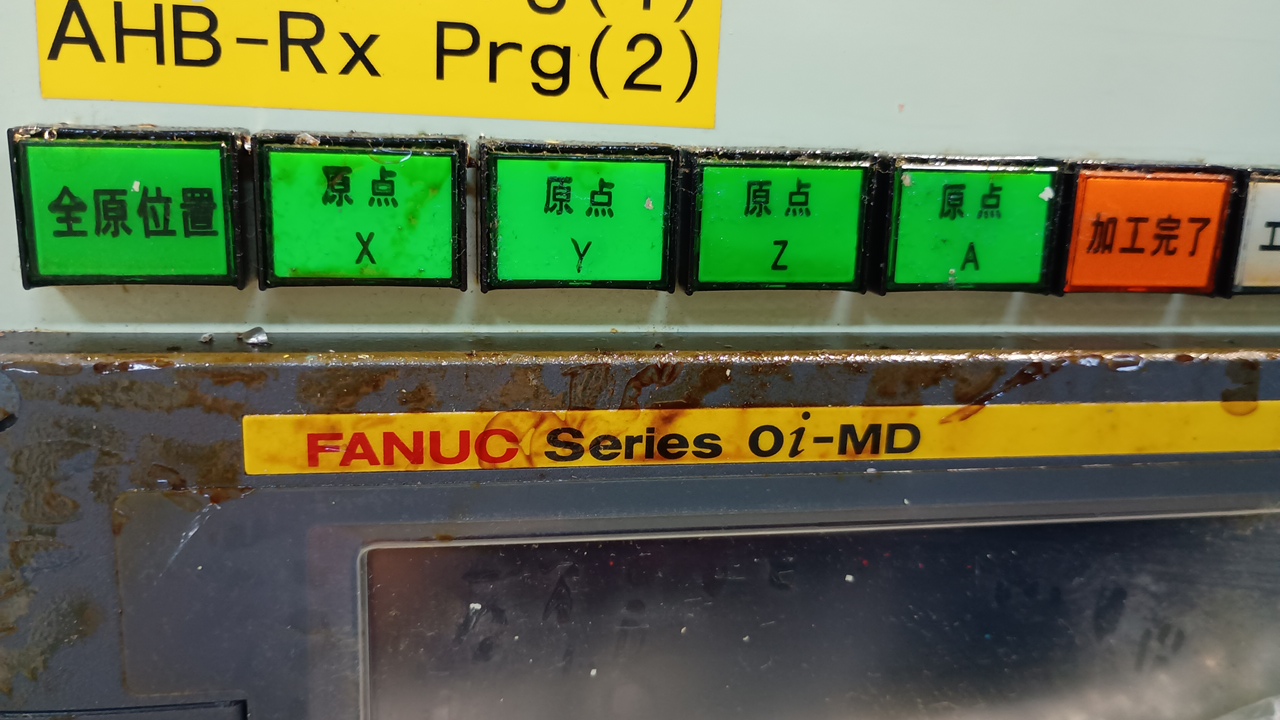 AHB-Rx Prg(2)
全原位置
原点
X
原点
Y
原点
Z
原点
A
加工完了
FANUC Series 0i-MD